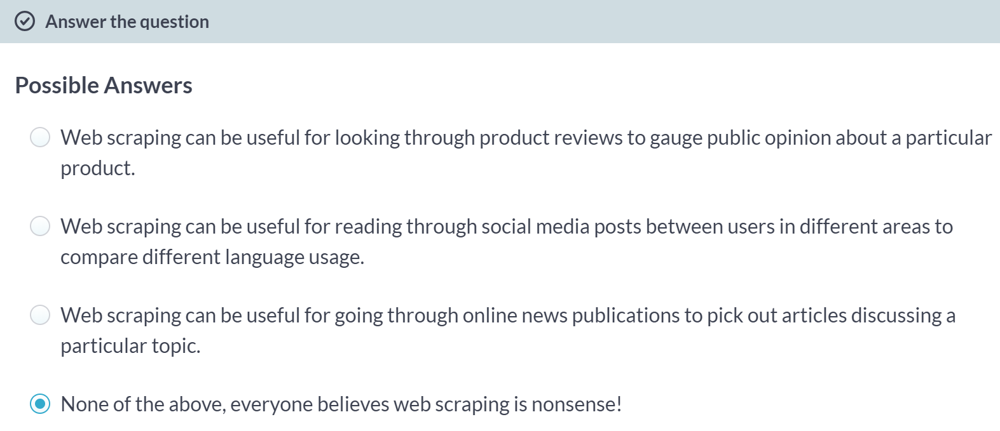 Answer the question
Possible Answers
Web scraping can be useful for looking through product reviews to gauge public opinion about a particular
product.
Web scraping can be useful for reading through social media posts between users in different areas to
compare different language usage.
Web scraping can be useful for going through online news publications to pick out articles discussing a
particular topic.
None of the above, everyone believes web scraping is nonsense!